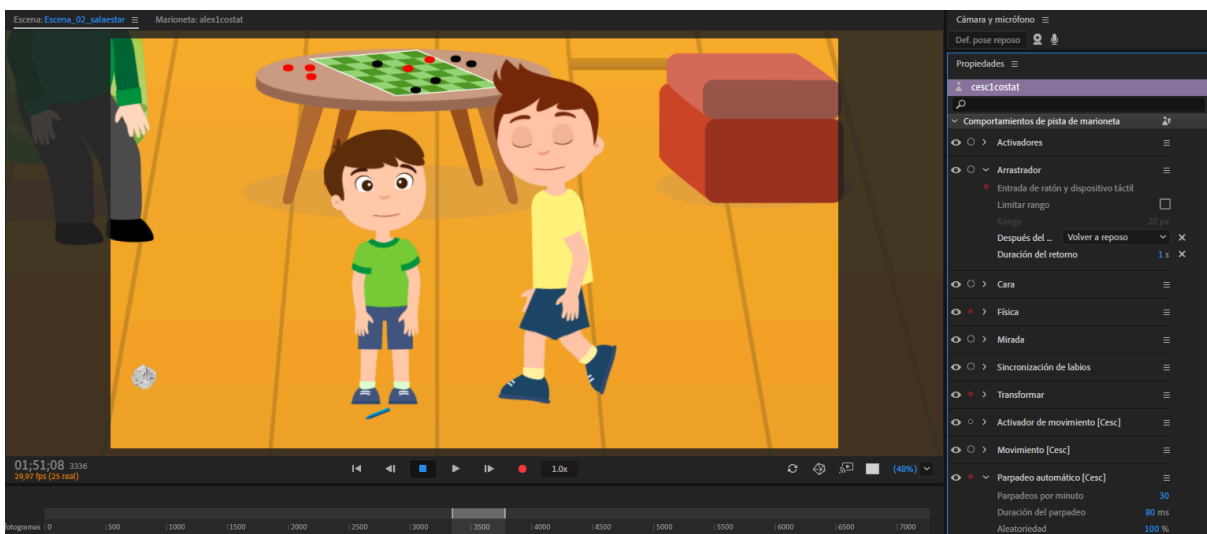 Escena: Escena_02_salaestar
Marioneta: alex1costat
01;51;08 3336
29,97 fps (25 real)
1.0x
(48%)
fotogramas 0 500 1000 1500 2000 2500 3000 3500 4000 4500 5000 5500 6000 6500 7000
Cámara y micrófono
Def. pose reposo
Propiedades
cesc1costat
Comportamientos de pista de marioneta
Activadores
Arrastrador
Entrada de ratón y dispositivo táctil
Limitar rango
Rango 20 px
Después del ... Volver a reposo
Duración del retorno 1 s
Cara
Física
Mirada
Sincronización de labios
Transformar
Activador de movimiento [Cesc]
Movimiento [Cesc]
Parpadeo automático [Cesc]
Parpadeos por minuto 30
Duración del parpadeo 80 ms
Aleatoriedad 100 %